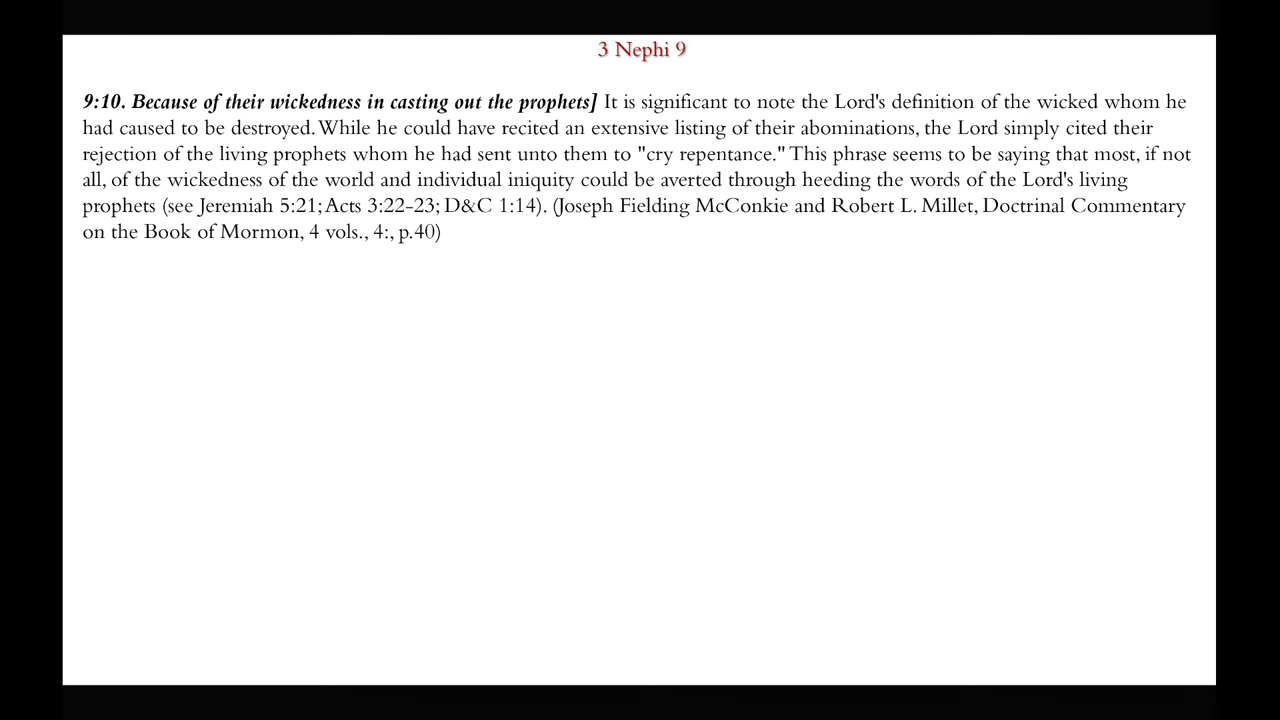 3 Nephi 9
9:10. Because of their wickedness in casting out the prophets] It is significant to note the Lord's definition of the wicked whom he
had caused to be destroyed. While he could have recited an extensive listing of their abominations, the Lord simply cited their
rejection of the living prophets whom he had sent unto them to "cry repentance." This phrase seems to be saying that most, if not
all, of the wickedness of the world and individual iniquity could be averted through heeding the words of the Lord's living
prophets (see Jeremiah 5:21; Acts 3:22-23; D&C 1:14). (Joseph Fielding McConkie and Robert L. Millet, Doctrinal Commentary
on the Book of Mormon, 4 vols., 4:, p.40)